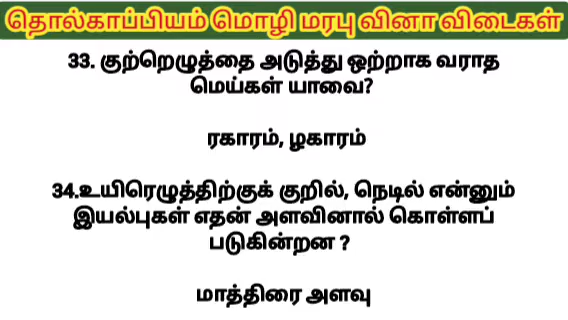 தொல்காப்பியம் மொழி மரபு வினா விடைகள்
33. குற்றெழுத்தை அடுத்து ஒற்றாக வராத
மெய்கள் யாவை?
ரகாரம், ழகாரம்
34.உயிரெழுத்திற்குக் குறில், நெடில் என்னும்
இயல்புகள் எதன் அளவினால் கொள்ளப்
படுகின்றன ?
மாத்திரை அளவு